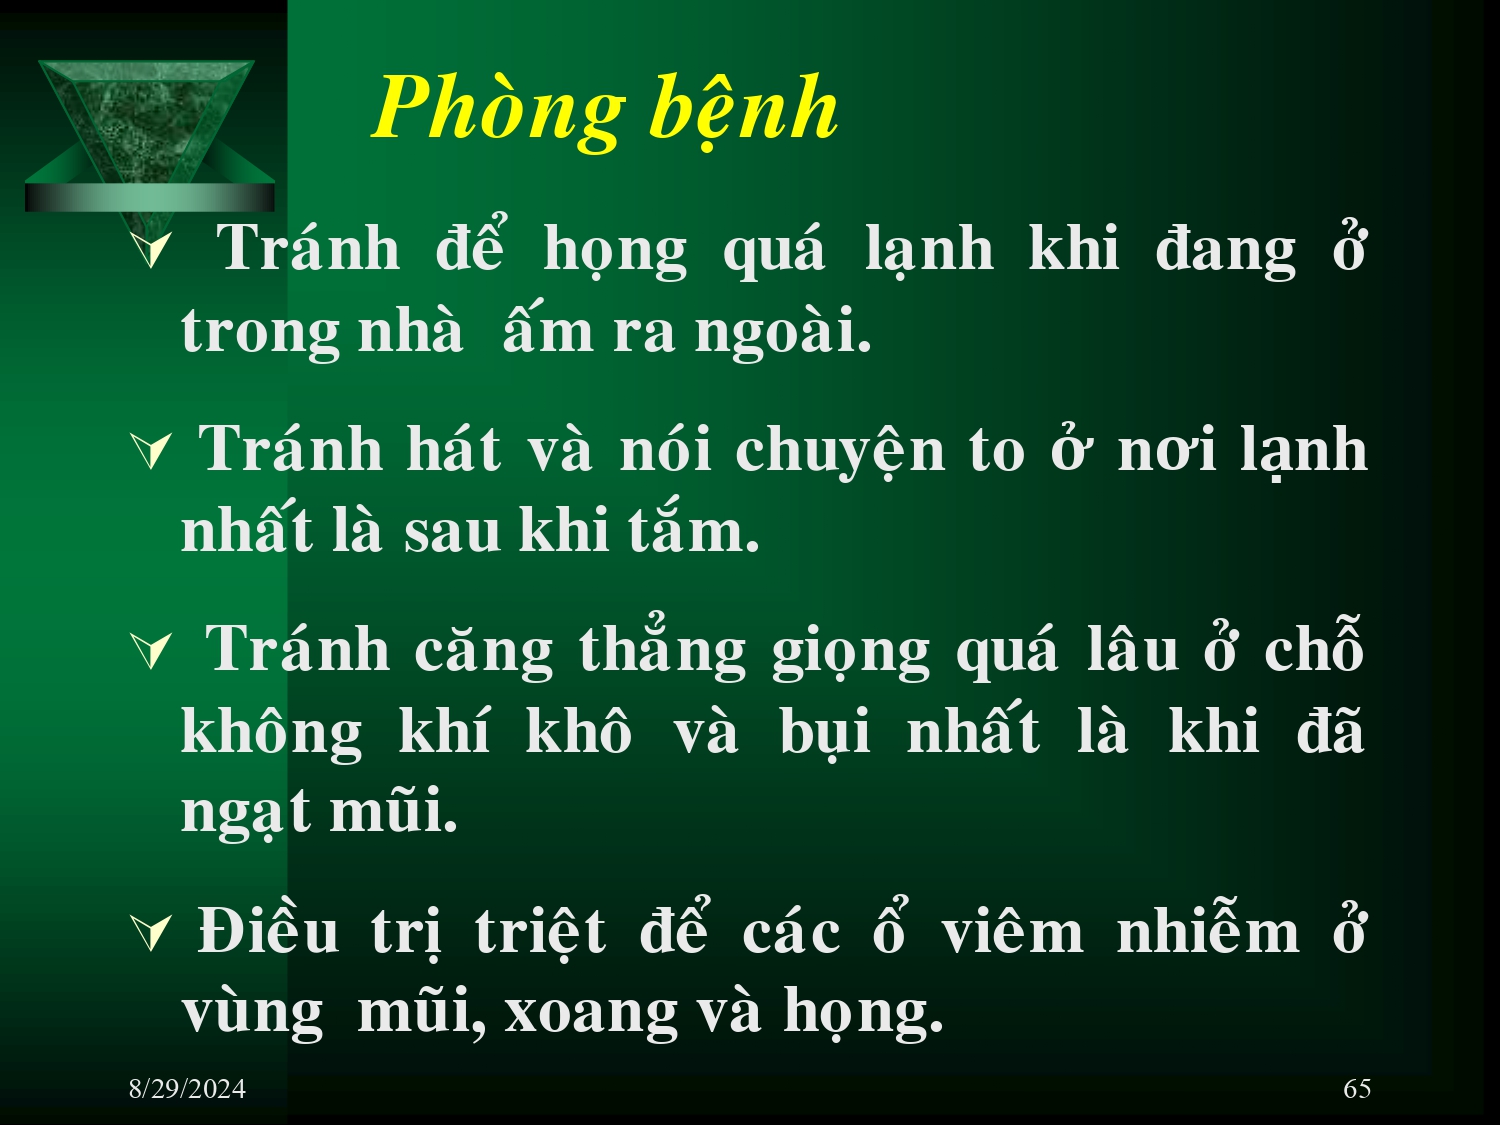 Phòng bệnh
Tránh để họng quá lạnh khi đang ở
trong nhà ấm ra ngoài.
Tránh hát và nói chuyện to ở nơi lạnh
nhất là sau khi tắm.
Tránh căng thẳng giọng quá lâu ở chỗ
không khí khô và bụi nhất là khi đã
ngạt mũi.
Điều trị triệt để các ổ viêm nhiễm ở
vùng mũi, xoang và họng.
8/29/2024
65